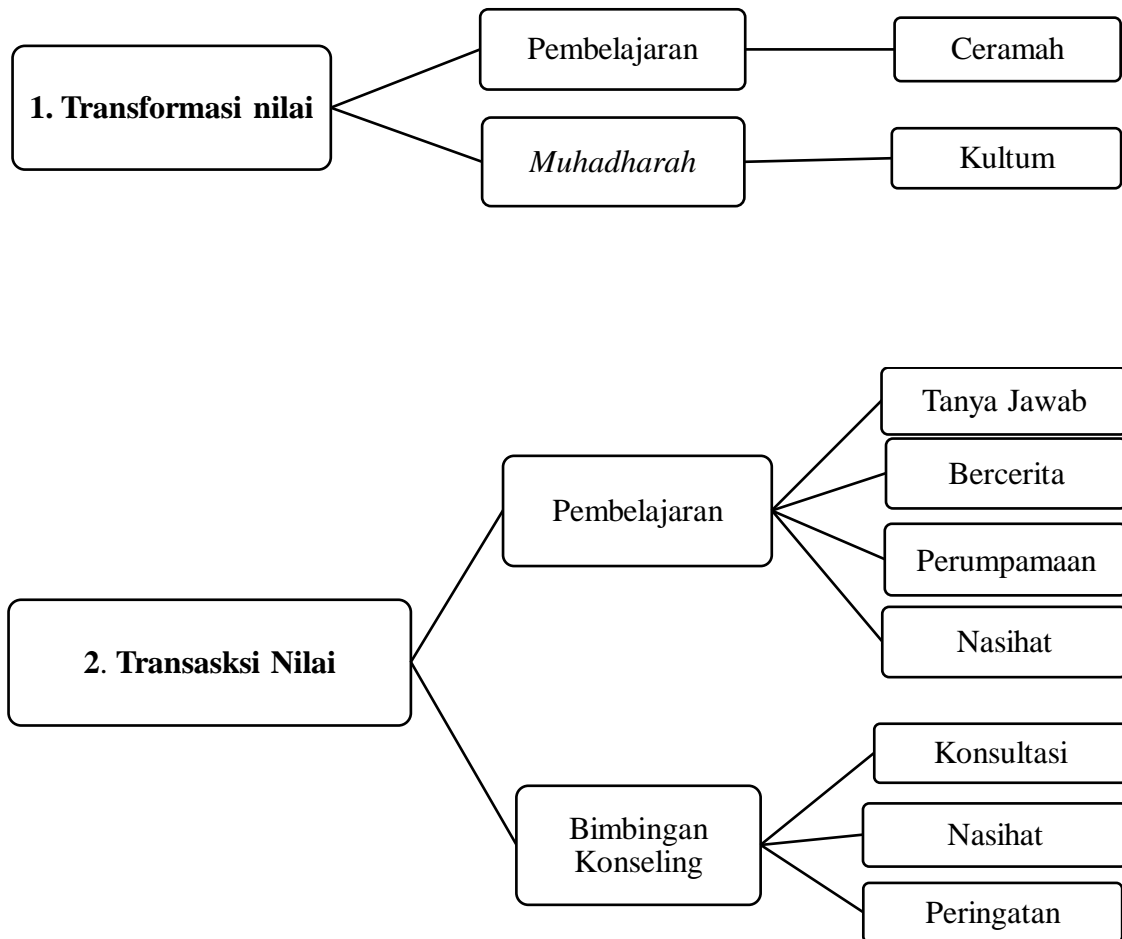 1. Transformasi nilai
Pembelajaran
Ceramah
Muhadharah
Kultum
2. Transasksi Nilai
Pembelajaran
Tanya Jawab
Bercerita
Perumpamaan
Nasihat
Bimbingan
Konseling
Konsultasi
Nasihat
Peringatan